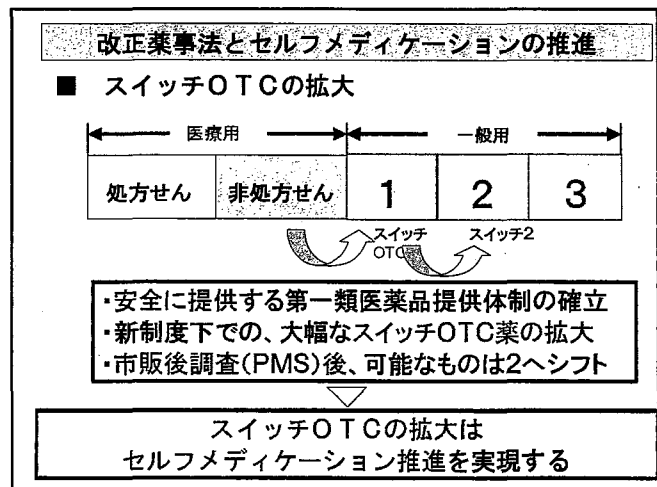 改正薬事法とセルフメディケーションの推進
■ スイッチOTCの拡大
医療用 一般用
処方せん 非処方せん 1 2 3
スイッチOTC スイッチ2
・安全に提供する第一類医薬品提供体制の確立
・新制度下での、大幅なスイッチOTC薬の拡大
・市販後調査(PMS)後、可能なものは2へシフト
スイッチOTCの拡大は
セルフメディケーション推進を実現する